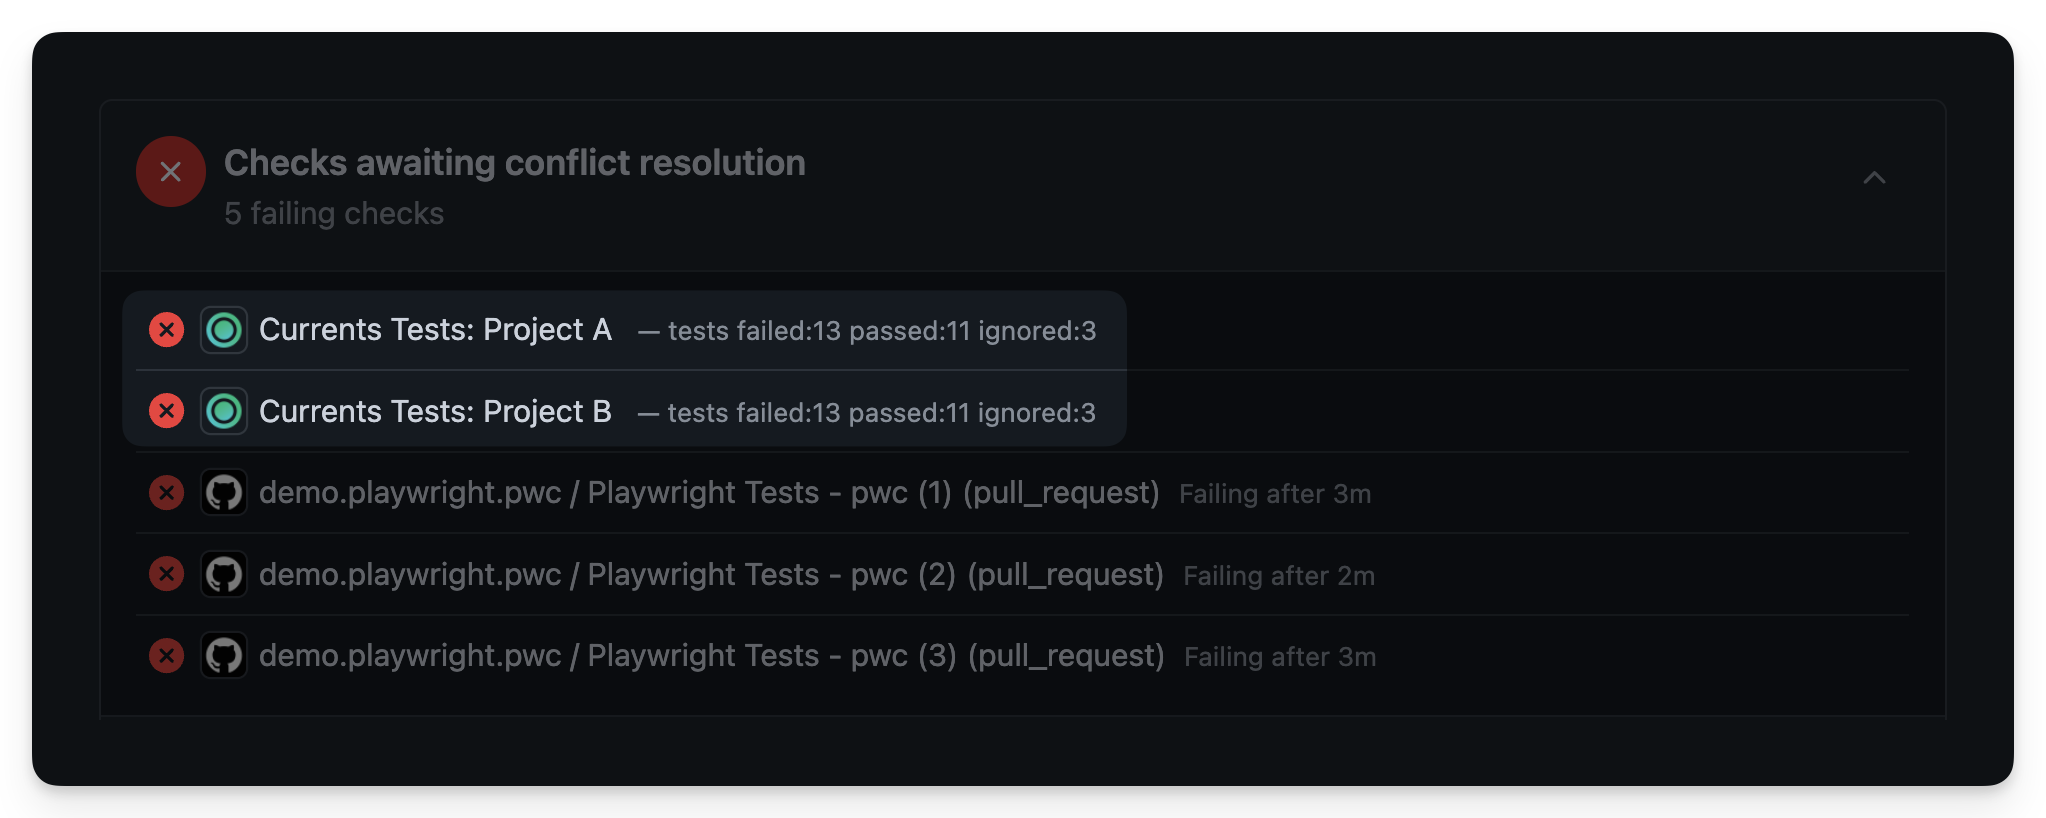 Checks awaiting conflict resolution
5 failing checks
Currents Tests: Project A — tests failed:13 passed:11 ignored:3
Currents Tests: Project B — tests failed:13 passed:11 ignored:3
demo.playwright.pwc / Playwright Tests - pwc (1) (pull_request) Failing after 3m
demo.playwright.pwc / Playwright Tests - pwc (2) (pull_request) Failing after 2m
demo.playwright.pwc / Playwright Tests - pwc (3) (pull_request) Failing after 3m